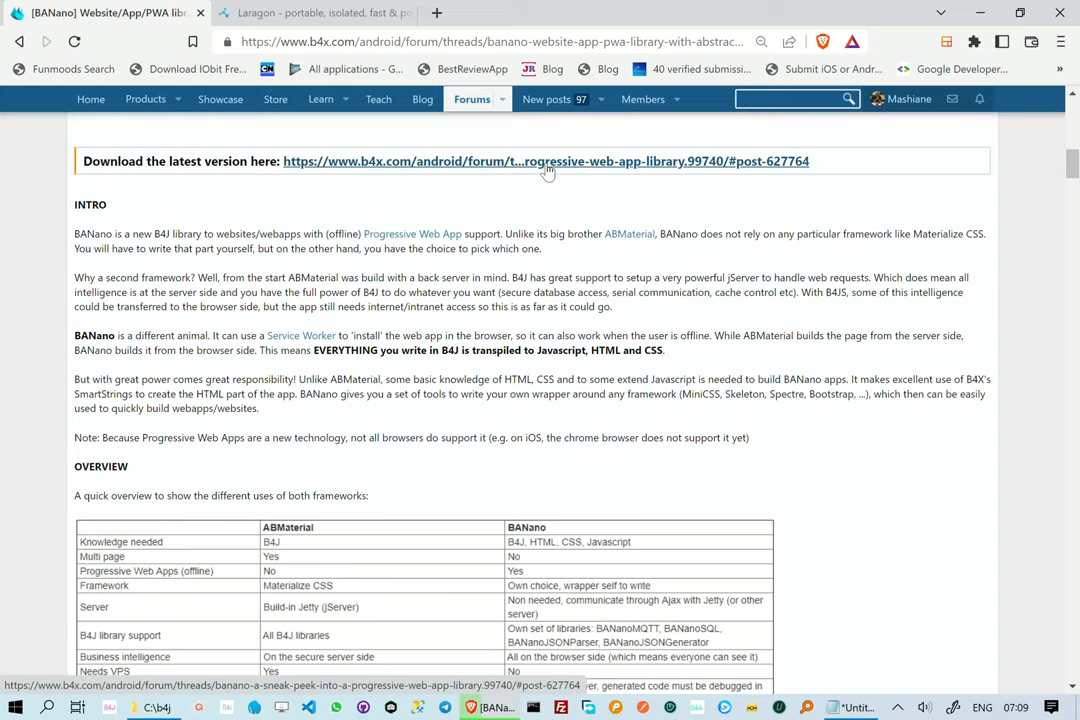 [BANano] Website/App/PWA libr
Laragon - portable, isolated, fast & po
https://www.b4x.com/android/forum/threads/banano-website-app-pwa-library-with-abstrac...
Funmoods Search
Download IObit Fre...
All applications - G...
BestReviewApp
Blog
Blog
40 verified submissi...
Submit iOS or Andr...
Google Developer...
Home
Products
Showcase
Store
Learn
Teach
Blog
Forums
New posts 97
Members
Mashiane
Download the latest version here: https://www.b4x.com/android/forum/t...rogressive-web-app-library.99740/#post-627764
INTRO
BANano is a new B4J library to websites/webapps with (offline) Progressive Web App support. Unlike its big brother ABMaterial, BANano does not rely on any particular framework like Materialize CSS.
You will have to write that part yourself, but on the other hand, you have the choice to pick which one.
Why a second framework? Well, from the start ABMaterial was build with a back server in mind. B4J has great support to setup a very powerful jServer to handle web requests. Which does mean all
intelligence is at the server side and you have the full power of B4J to do whatever you want (secure database access, serial communication, cache control etc). With B4JS, some of this intelligence
could be transferred to the browser side, but the app still needs internet/intranet access so this is as far as it could go.
BANano is a different animal. It can use a Service Worker to 'install' the web app in the browser, so it can also work when the user is offline. While ABMaterial builds the page from the server side,
BANano builds it from the browser side. This means EVERYTHING you write in B4J is transpiled to Javascript, HTML and CSS.
But with great power comes great responsibility! Unlike ABMaterial, some basic knowledge of HTML, CSS and to some extend Javascript is needed to build BANano apps. It makes excellent use of B4X's
SmartStrings to create the HTML part of the app. BANano gives you a set of tools to write your own wrapper around any framework (MiniCSS, Skeleton, Spectre, Bootstrap, ...), which then can be easily
used to quickly build webapps/websites.
Note: Because Progressive Web Apps are a new technology, not all browsers do support it (e.g. on iOS, the chrome browser does not support it yet)
OVERVIEW
A quick overview to show the different uses of both frameworks:
ABMaterial BANano
Knowledge needed B4J B4J, HTML, CSS, Javascript
Multi page Yes No
Progressive Web Apps (offline) No Yes
Framework Materialize CSS Own choice, wrapper self to write
Server Build-in Jetty (jServer) Non needed, communicate through Ajax with Jetty (or other
server)
B4J library support All B4J libraries Own set of libraries: BANanoMQTT, BANanoSQL,
BANanoJSONParser, BANanoJSONGenerator
Business intelligence On the secure server side All on the browser side (which means everyone can see it)
Needs VPS Yes No
https://www.b4x.com/android/forum/threads/banano-a-sneak-peek-into-a-progressive-web-app-library.99740/#post-627764
generated code must be debugged in
C:\b4j
[BANa...
*Untit...
ENG
07:09